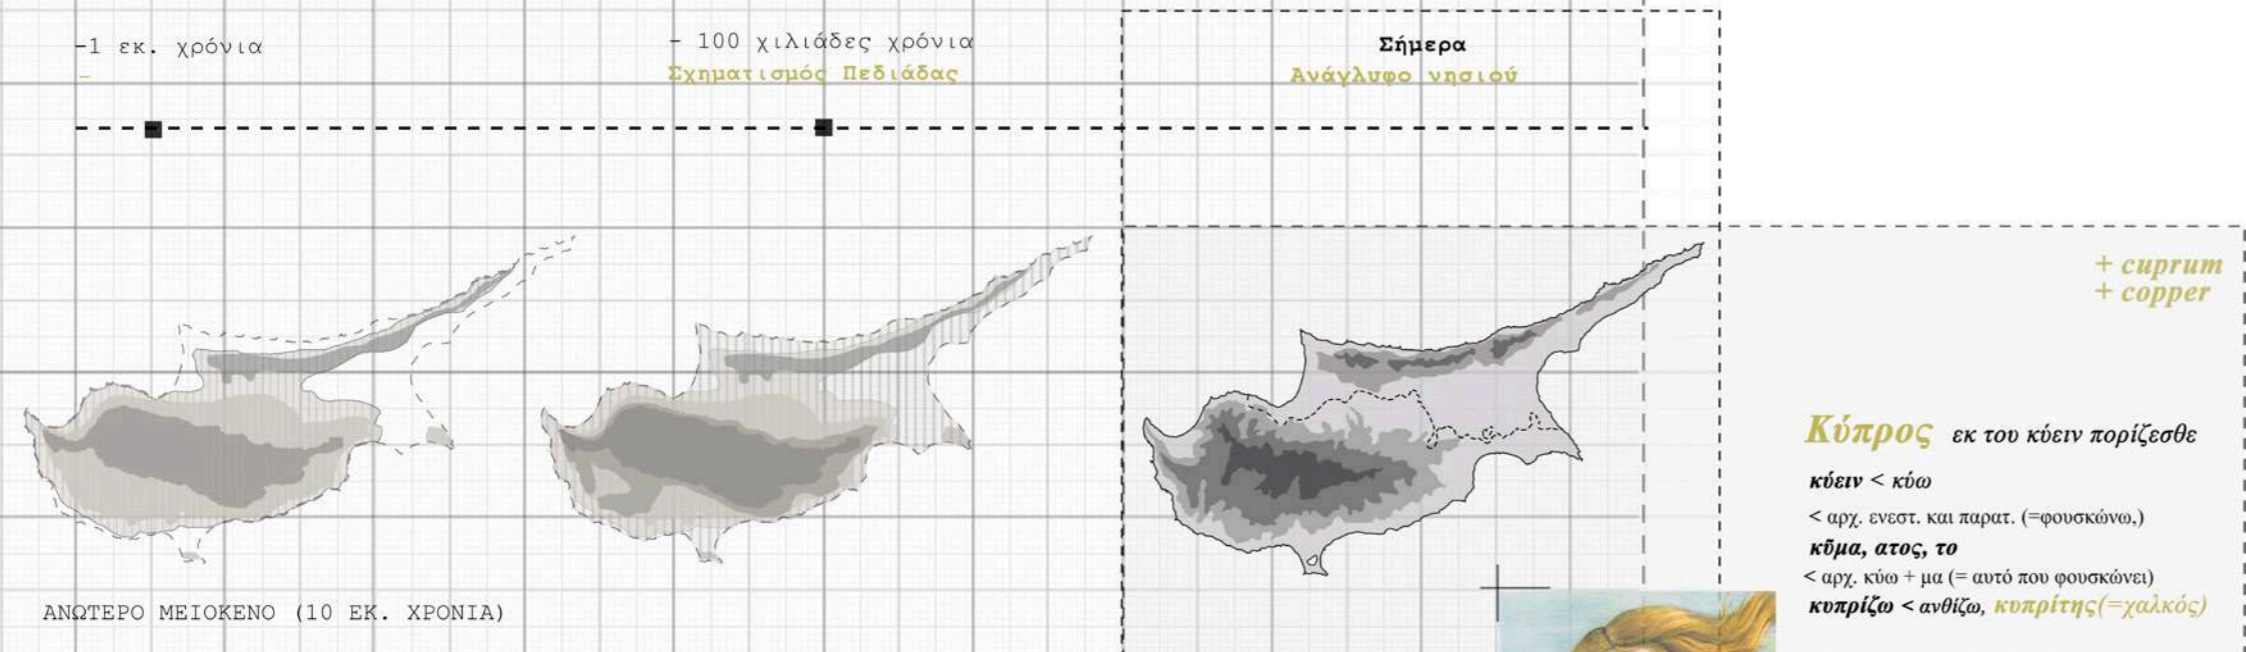 -1 εκ. χρόνια
–
- 100 χιλιάδες χρόνια
Σχηματισμός Πεδιάδας
Σήμερα
Ανάγλυφο νησιού
ΑΝΩΤΕΡΟ ΜΕΙΟΚΕΝΟ (10 ΕΚ. ΧΡΟΝΙΑ)
+ cuprum
+ copper
Κύπρος εκ του κύειν πορίζεσθε
κύειν < κύω
< αρχ. ενεστ. και παρατ. (=φουσκώνω,)
κῦμα, ατος, το
< αρχ. κύω + μα (= αυτό που φουσκώνει)
κυπρίζω < ανθίζω, κυπρίτης(=χαλκός)